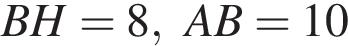 BH = 8, AB = 10